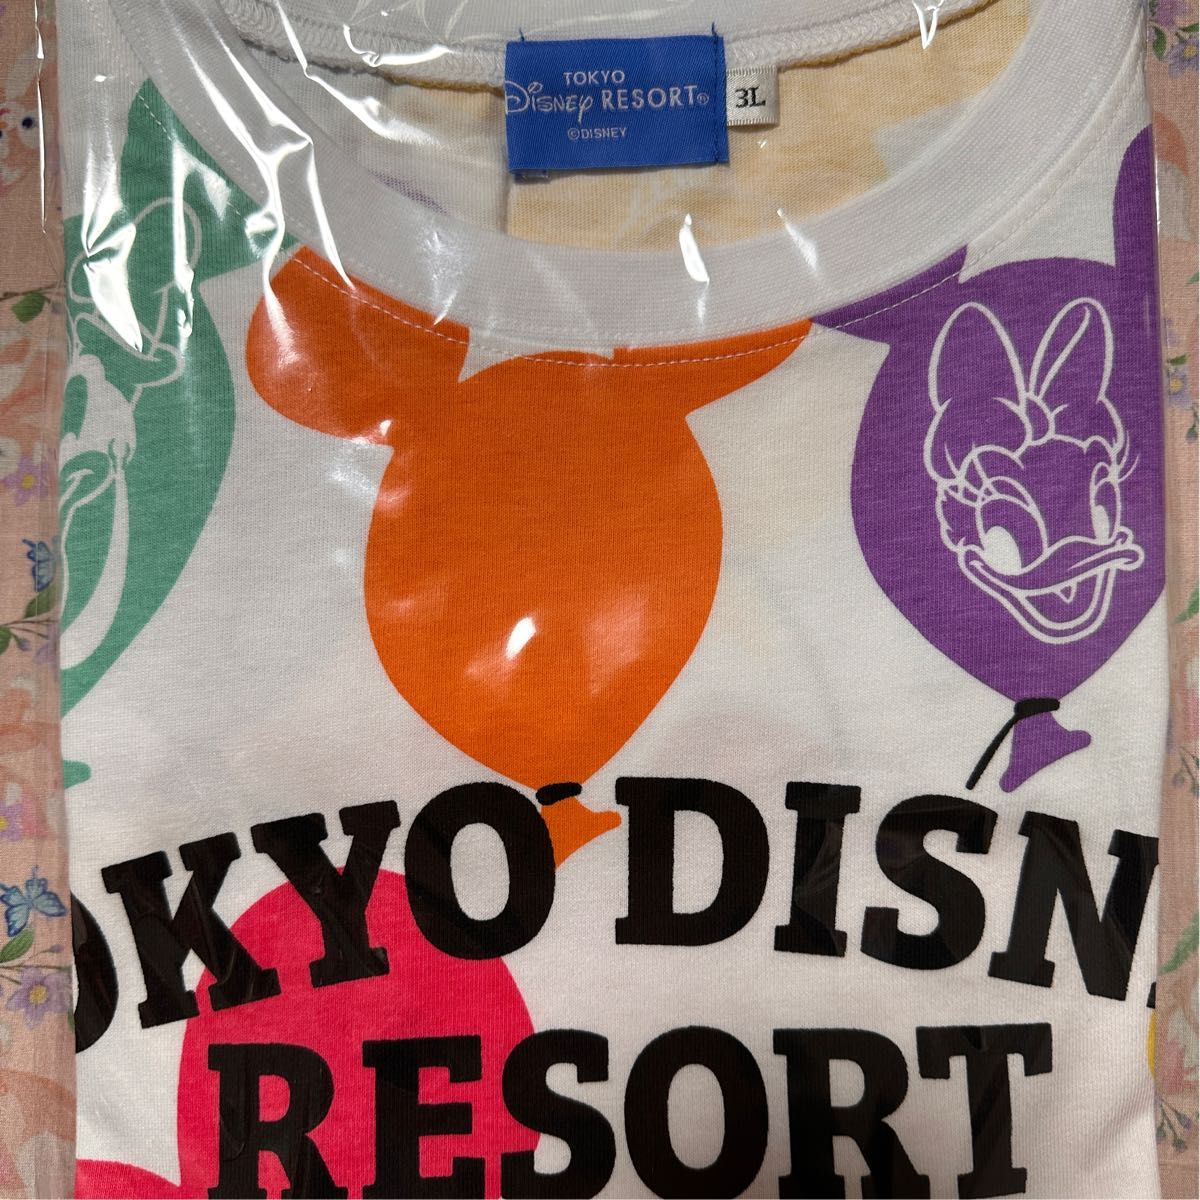 TOKYO
Disney RESORT®
©DISNEY
3L
OKYO DISN
RESORT